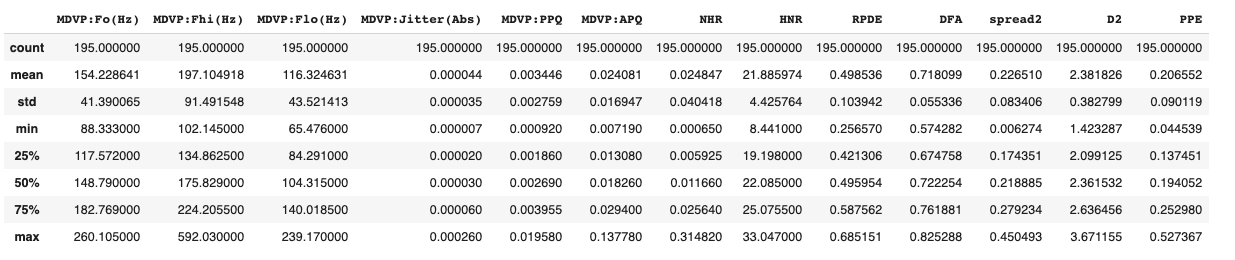 MDVP:Fo(Hz) MDVP:Fhi(Hz) MDVP:Flo(Hz) MDVP:Jitter(Abs) MDVP:PPQ MDVP:APQ NHR HNR RPDE DFA spread2 D2 PPE
count 195.000000 195.000000 195.000000 195.000000 195.000000 195.000000 195.000000 195.000000 195.000000 195.000000 195.000000 195.000000 195.000000
mean 154.228641 197.104918 116.324631 0.000044 0.003446 0.024081 0.024847 21.885974 0.498536 0.718099 0.226510 2.381826 0.206552
std 41.390065 91.491548 43.521413 0.000035 0.002759 0.016947 0.040418 4.425764 0.103942 0.055336 0.083406 0.382799 0.090119
min 88.333000 102.145000 65.476000 0.000007 0.000920 0.007190 0.000650 8.441000 0.256570 0.574282 0.006274 1.423287 0.044539
25% 117.572000 134.862500 84.291000 0.000020 0.001860 0.013080 0.005925 19.198000 0.421306 0.674758 0.174351 2.099125 0.137451
50% 148.790000 175.829000 104.315000 0.000030 0.002690 0.018260 0.011660 22.085000 0.495954 0.722254 0.218885 2.361532 0.194052
75% 182.769000 224.205500 140.018500 0.000060 0.003955 0.029400 0.025640 25.075500 0.587562 0.761881 0.279234 2.636456 0.252980
max 260.105000 592.030000 239.170000 0.000260 0.019580 0.137780 0.314820 33.047000 0.685151 0.825288 0.450493 3.671155 0.527367